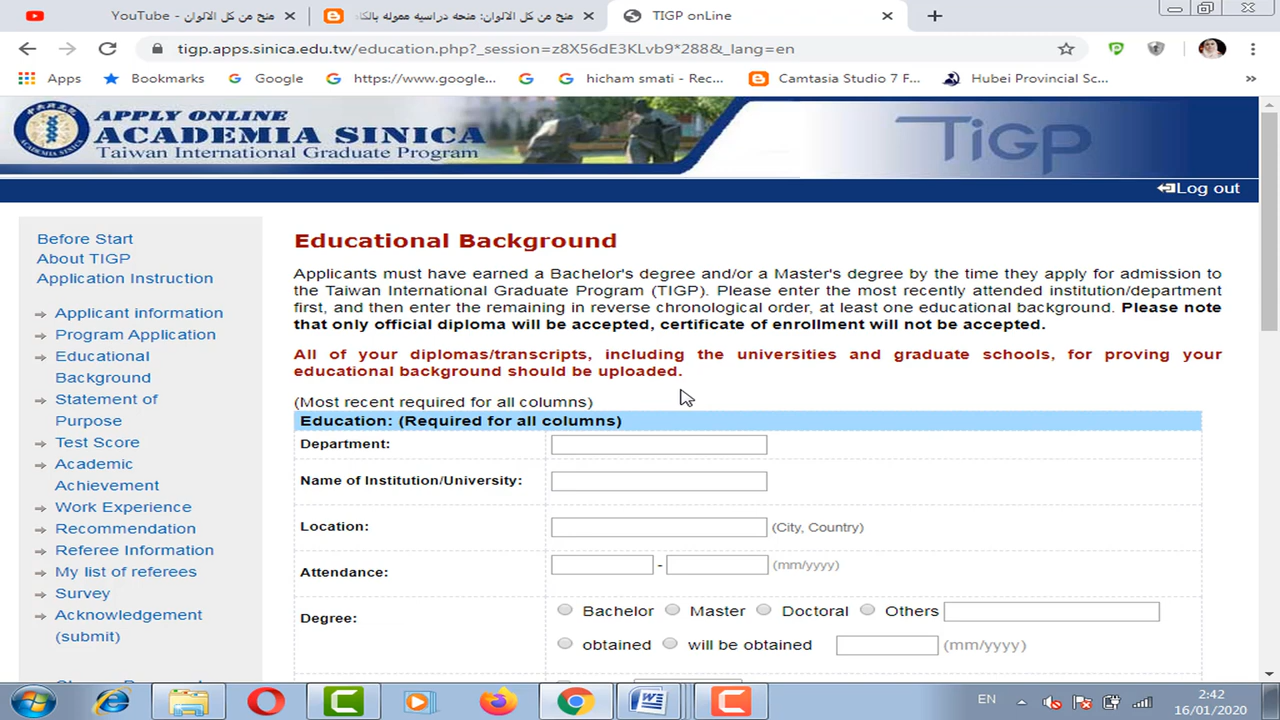 YouTube - منح من كل الالوان
منح من كل الالوان: منحه دراسيه مموله بالكا
TIGP onLine
tigp.apps.sinica.edu.tw/education.php?_session=z8X56dE3KLvb9*288&_lang=en
Apps
Bookmarks
Google
https://www.google...
hicham smati - Rec...
Camtasia Studio 7 F...
Hubei Provincial Sc...
»
APPLY ONLINE
ACADEMIA SINICA
Taiwan International Graduate Program
TiGP
Log out
Before Start
About TIGP
Application Instruction
Applicant information
Program Application
Educational
Background
Statement of
Purpose
Test Score
Academic
Achievement
Work Experience
Recommendation
Referee Information
My list of referees
Survey
Acknowledgement
(submit)
Educational Background
Applicants must have earned a Bachelor's degree and/or a Master's degree by the time they apply for admission to
the Taiwan International Graduate Program (TIGP). Please enter the most recently attended institution/department
first, and then enter the remaining in reverse chronological order, at least one educational background. Please note
that only official diploma will be accepted, certificate of enrollment will not be accepted.
All of your diplomas/transcripts, including the universities and graduate schools, for proving your
educational background should be uploaded.
(Most recent required for all columns)
Education: (Required for all columns)
Department:
Name of Institution/University:
Location:
(City, Country)
Attendance:
-
(mm/yyyy)
Degree:
Bachelor Master Doctoral Others
obtained will be obtained (mm/yyyy)
EN
2:42
16/01/2020